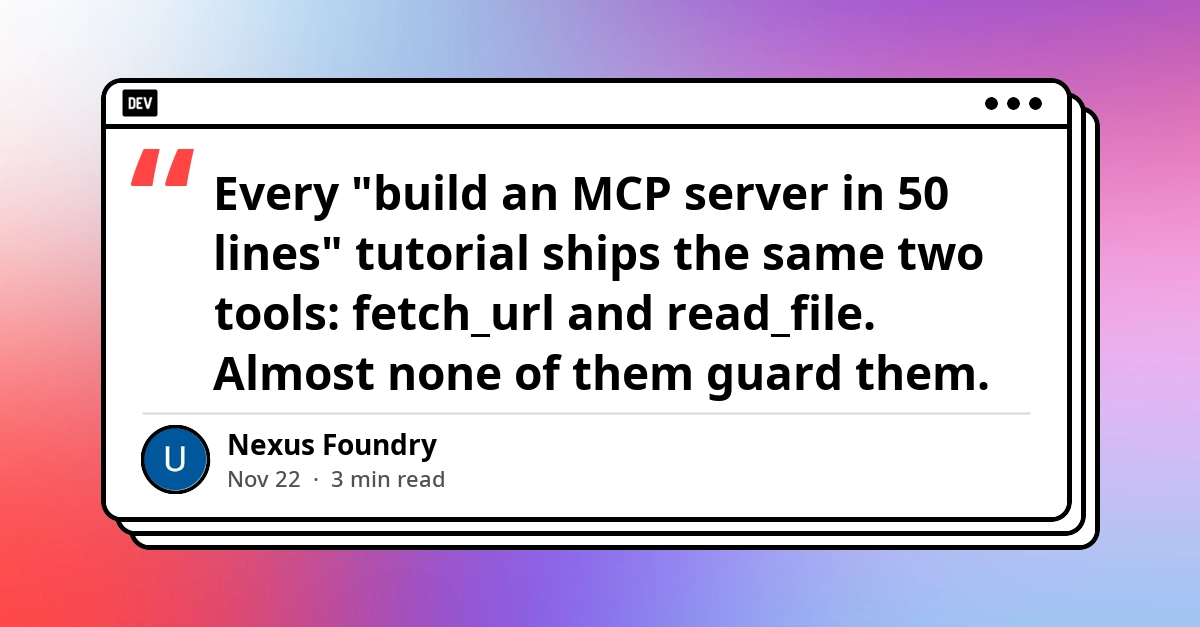 DEV
Every "build an MCP server in 50
lines" tutorial ships the same two
tools: fetch_url and read_file.
Almost none of them guard them.
U
Nexus Foundry
Nov 22 · 3 min read